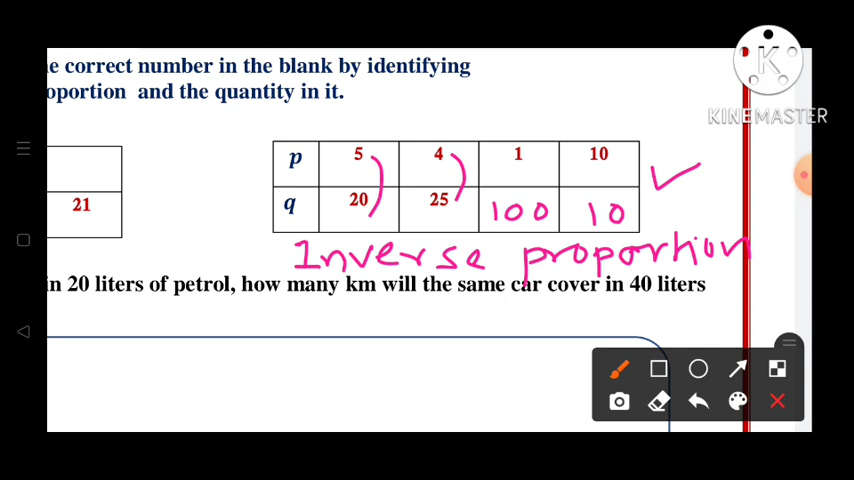 e correct number in the blank by identifying
oportion and the quantity in it.
K
KINEMASTER
p 5 4 1 10
21
q 20 25 100 10
Inverse proportion
in 20 liters of petrol, how many km will the same car cover in 40 liters